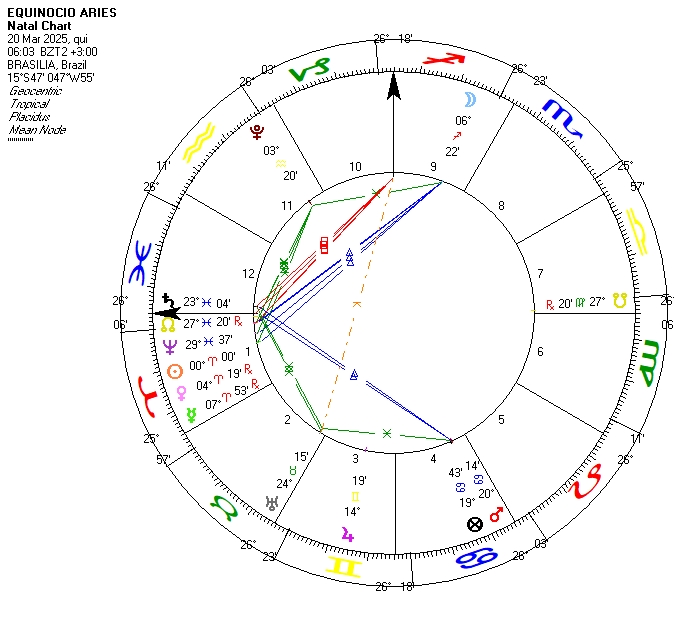 EQUINOCIO ARIES
Natal Chart
20 Mar 2025, qui
06:03 BZT2 +3:00
BRASILIA, Brazil
15°S47' 047°W55'
Geocentric
Tropical
Placidus
Mean Node
26° 18'
26° 03'
26° 23'
06°
22'
03°
20'
10
9
11' 26°
25° 57'
11
8
12
7
26° 06'
23° 04'
27° 20' R
29° 37'
00° 00'
04° 19' R
07° 53' R
R 20' 27°
26° 06'
1
6
2
5
3
4
25° 57'
11' 26°
15'
24°
19'
14°
43' 14'
19° 20°
26° 23'
26° 03'
26° 18'